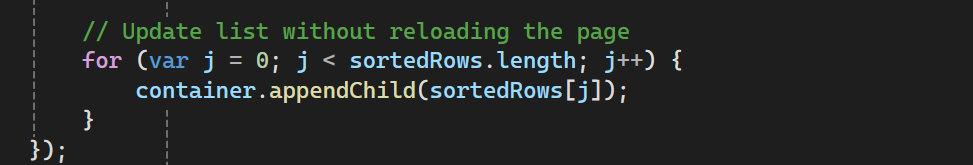 // Update list without reloading the page
for (var j = 0; j < sortedRows.length; j++) {
container.appendChild(sortedRows[j]);
}
});